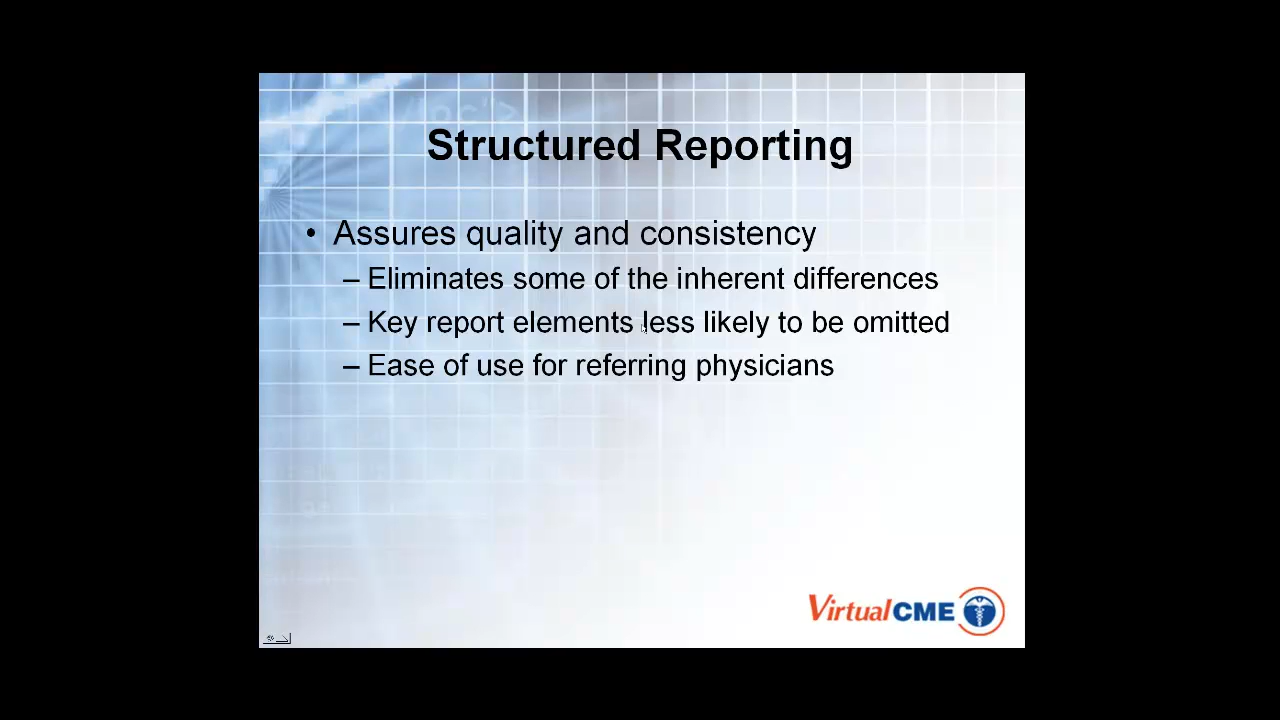 Structured Reporting
• Assures quality and consistency
– Eliminates some of the inherent differences
– Key report elements less likely to be omitted
– Ease of use for referring physicians
VirtualCME